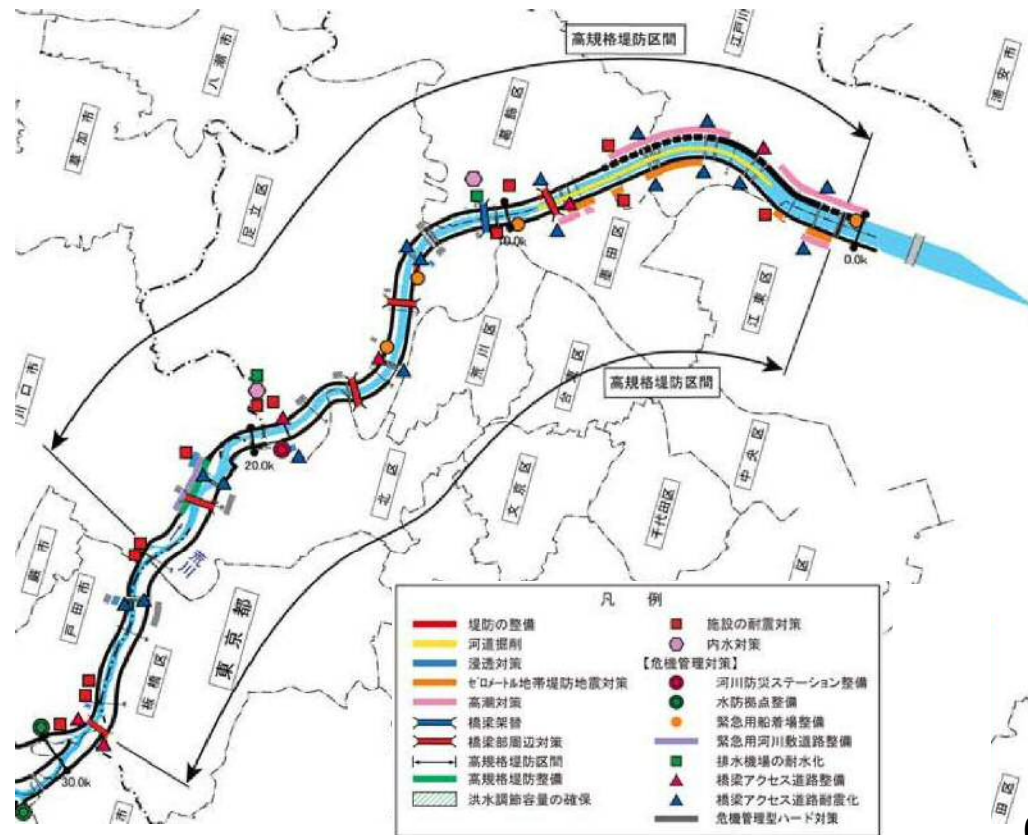 高規格堤防区間
江戸川
浦安市
八潮市
草加市
葛飾区
足立区
10.0k
墨田区
0.0k
江東区
荒川区
台東区
高規格堤防区間
川口市
20.0k
北区
文京区
中央区
千代田区
蕨市
荒川
区
戸田市
東京都
板橋区
30.0k
市
市
田区
凡 例
堤防の整備
河道掘削
浸透対策
ゼロメートル地帯堤防地震対策
高潮対策
橋梁架替
橋梁部周辺対策
高規格堤防区間
高規格堤防整備
洪水調節容量の確保
施設の耐震対策
内水対策
【危機管理対策】
河川防災ステーション整備
水防拠点整備
緊急用船着場整備
緊急用河川敷道路整備
排水機場の耐水化
橋梁アクセス道路整備
橋梁アクセス道路耐震化
危機管理型ハード対策